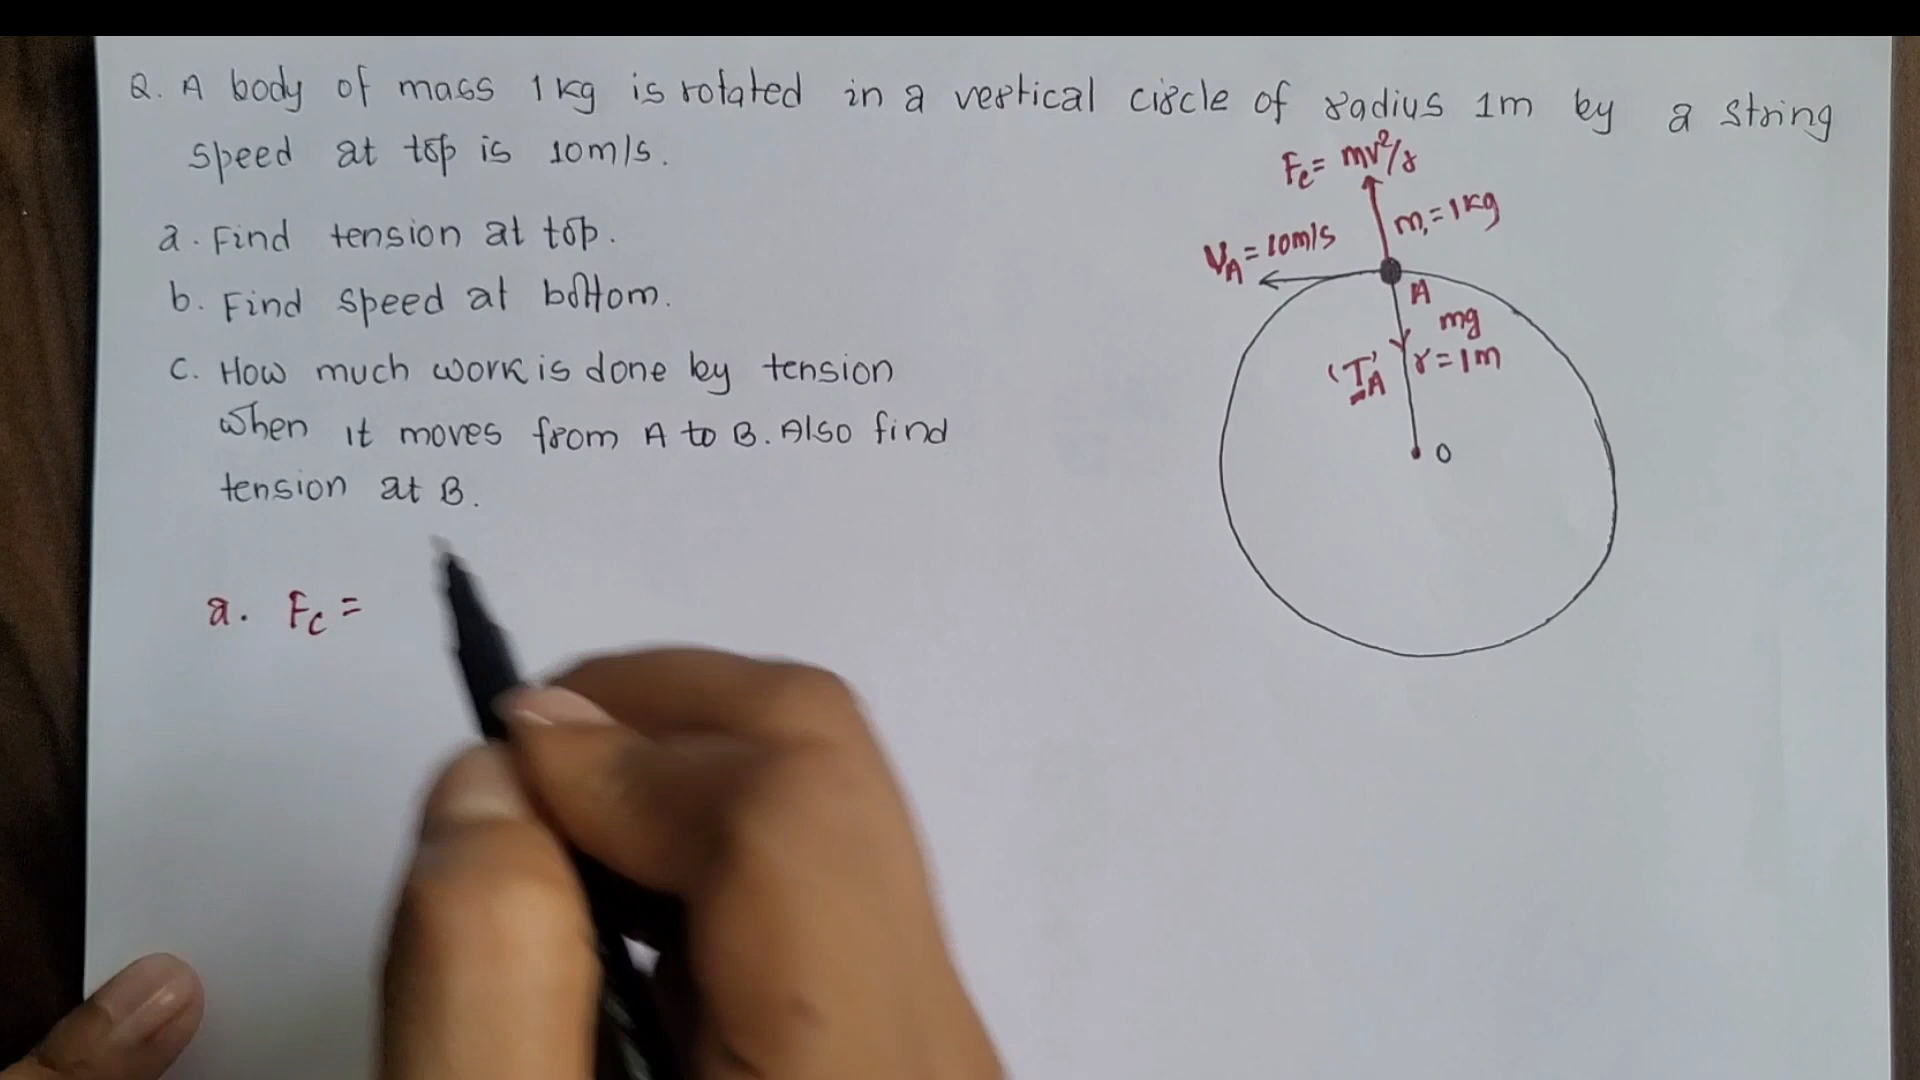 Q. A body of mass 1 kg is rotated in a vertical circle of radius 1m by a string
speed at top is 10m/s.
a. Find tension at top.
b. Find speed at bottom.
c. How much work is done by tension
when it moves from A to B. Also find
tension at B.
a. Fc =
Fc = mv²/r
m, = 1kg
VA = 10m/s
A
mg
'TA'
r = 1m
O